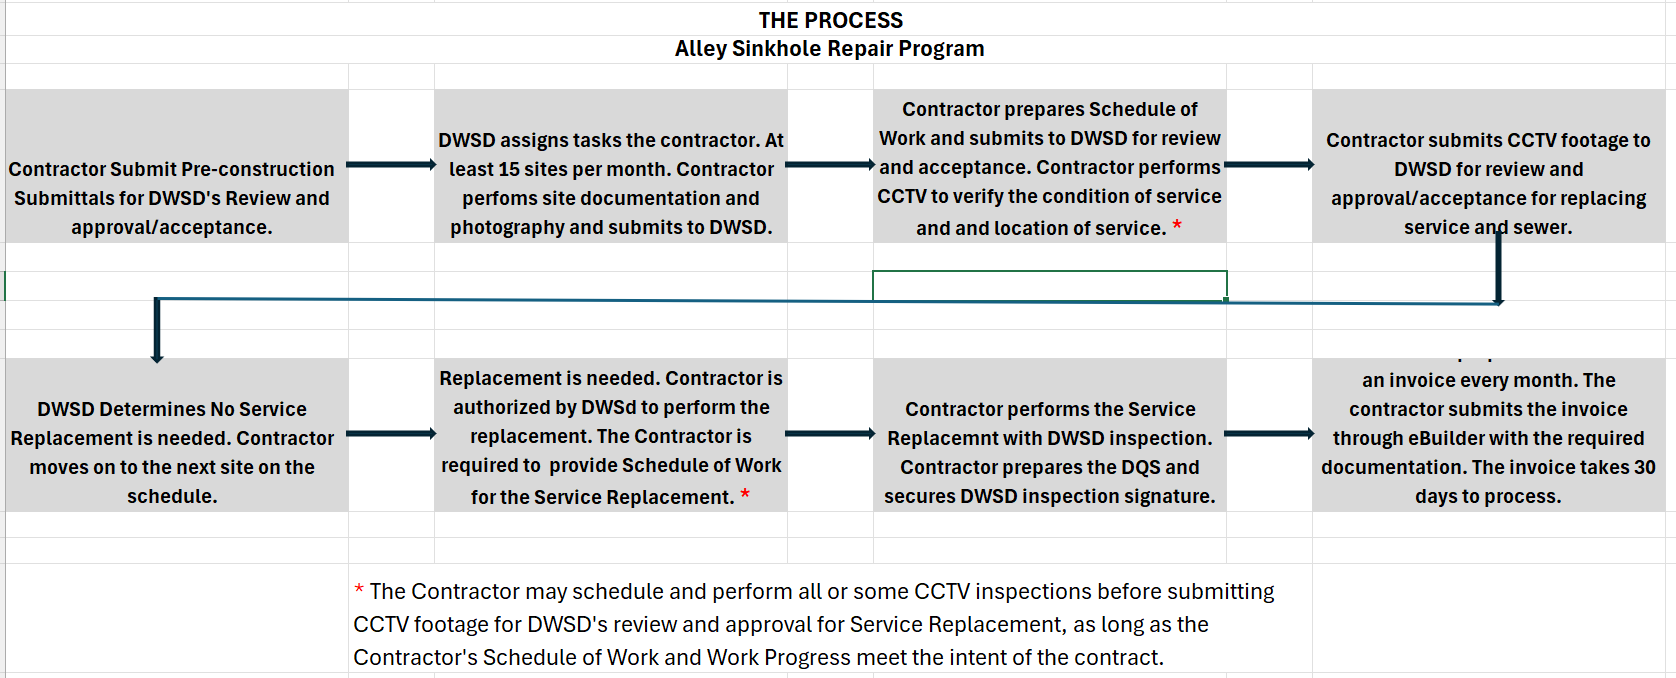 THE PROCESS
Alley Sinkhole Repair Program
Contractor Submit Pre-construction
Submittals for DWSD's Review and
approval/acceptance.
DWSD assigns tasks the contractor. At
least 15 sites per month. Contractor
perfoms site documentation and
photography and submits to DWSD.
Contractor prepares Schedule of
Work and submits to DWSD for review
and acceptance. Contractor performs
CCTV to verify the condition of service
and and location of service. *
Contractor submits CCTV footage to
DWSD for review and
approval/acceptance for replacing
service and sewer.
DWSD Determines No Service
Replacement is needed. Contractor
moves on to the next site on the
schedule.
Replacement is needed. Contractor is
authorized by DWSd to perform the
replacement. The Contractor is
required to  provide Schedule of Work
for the Service Replacement. *
Contractor performs the Service
Replacemnt with DWSD inspection.
Contractor prepares the DQS and
secures DWSD inspection signature.
an invoice every month. The
contractor submits the invoice
through eBuilder with the required
documentation. The invoice takes 30
days to process.
* The Contractor may schedule and perform all or some CCTV inspections before submitting
CCTV footage for DWSD's review and approval for Service Replacement, as long as the
Contractor's Schedule of Work and Work Progress meet the intent of the contract.